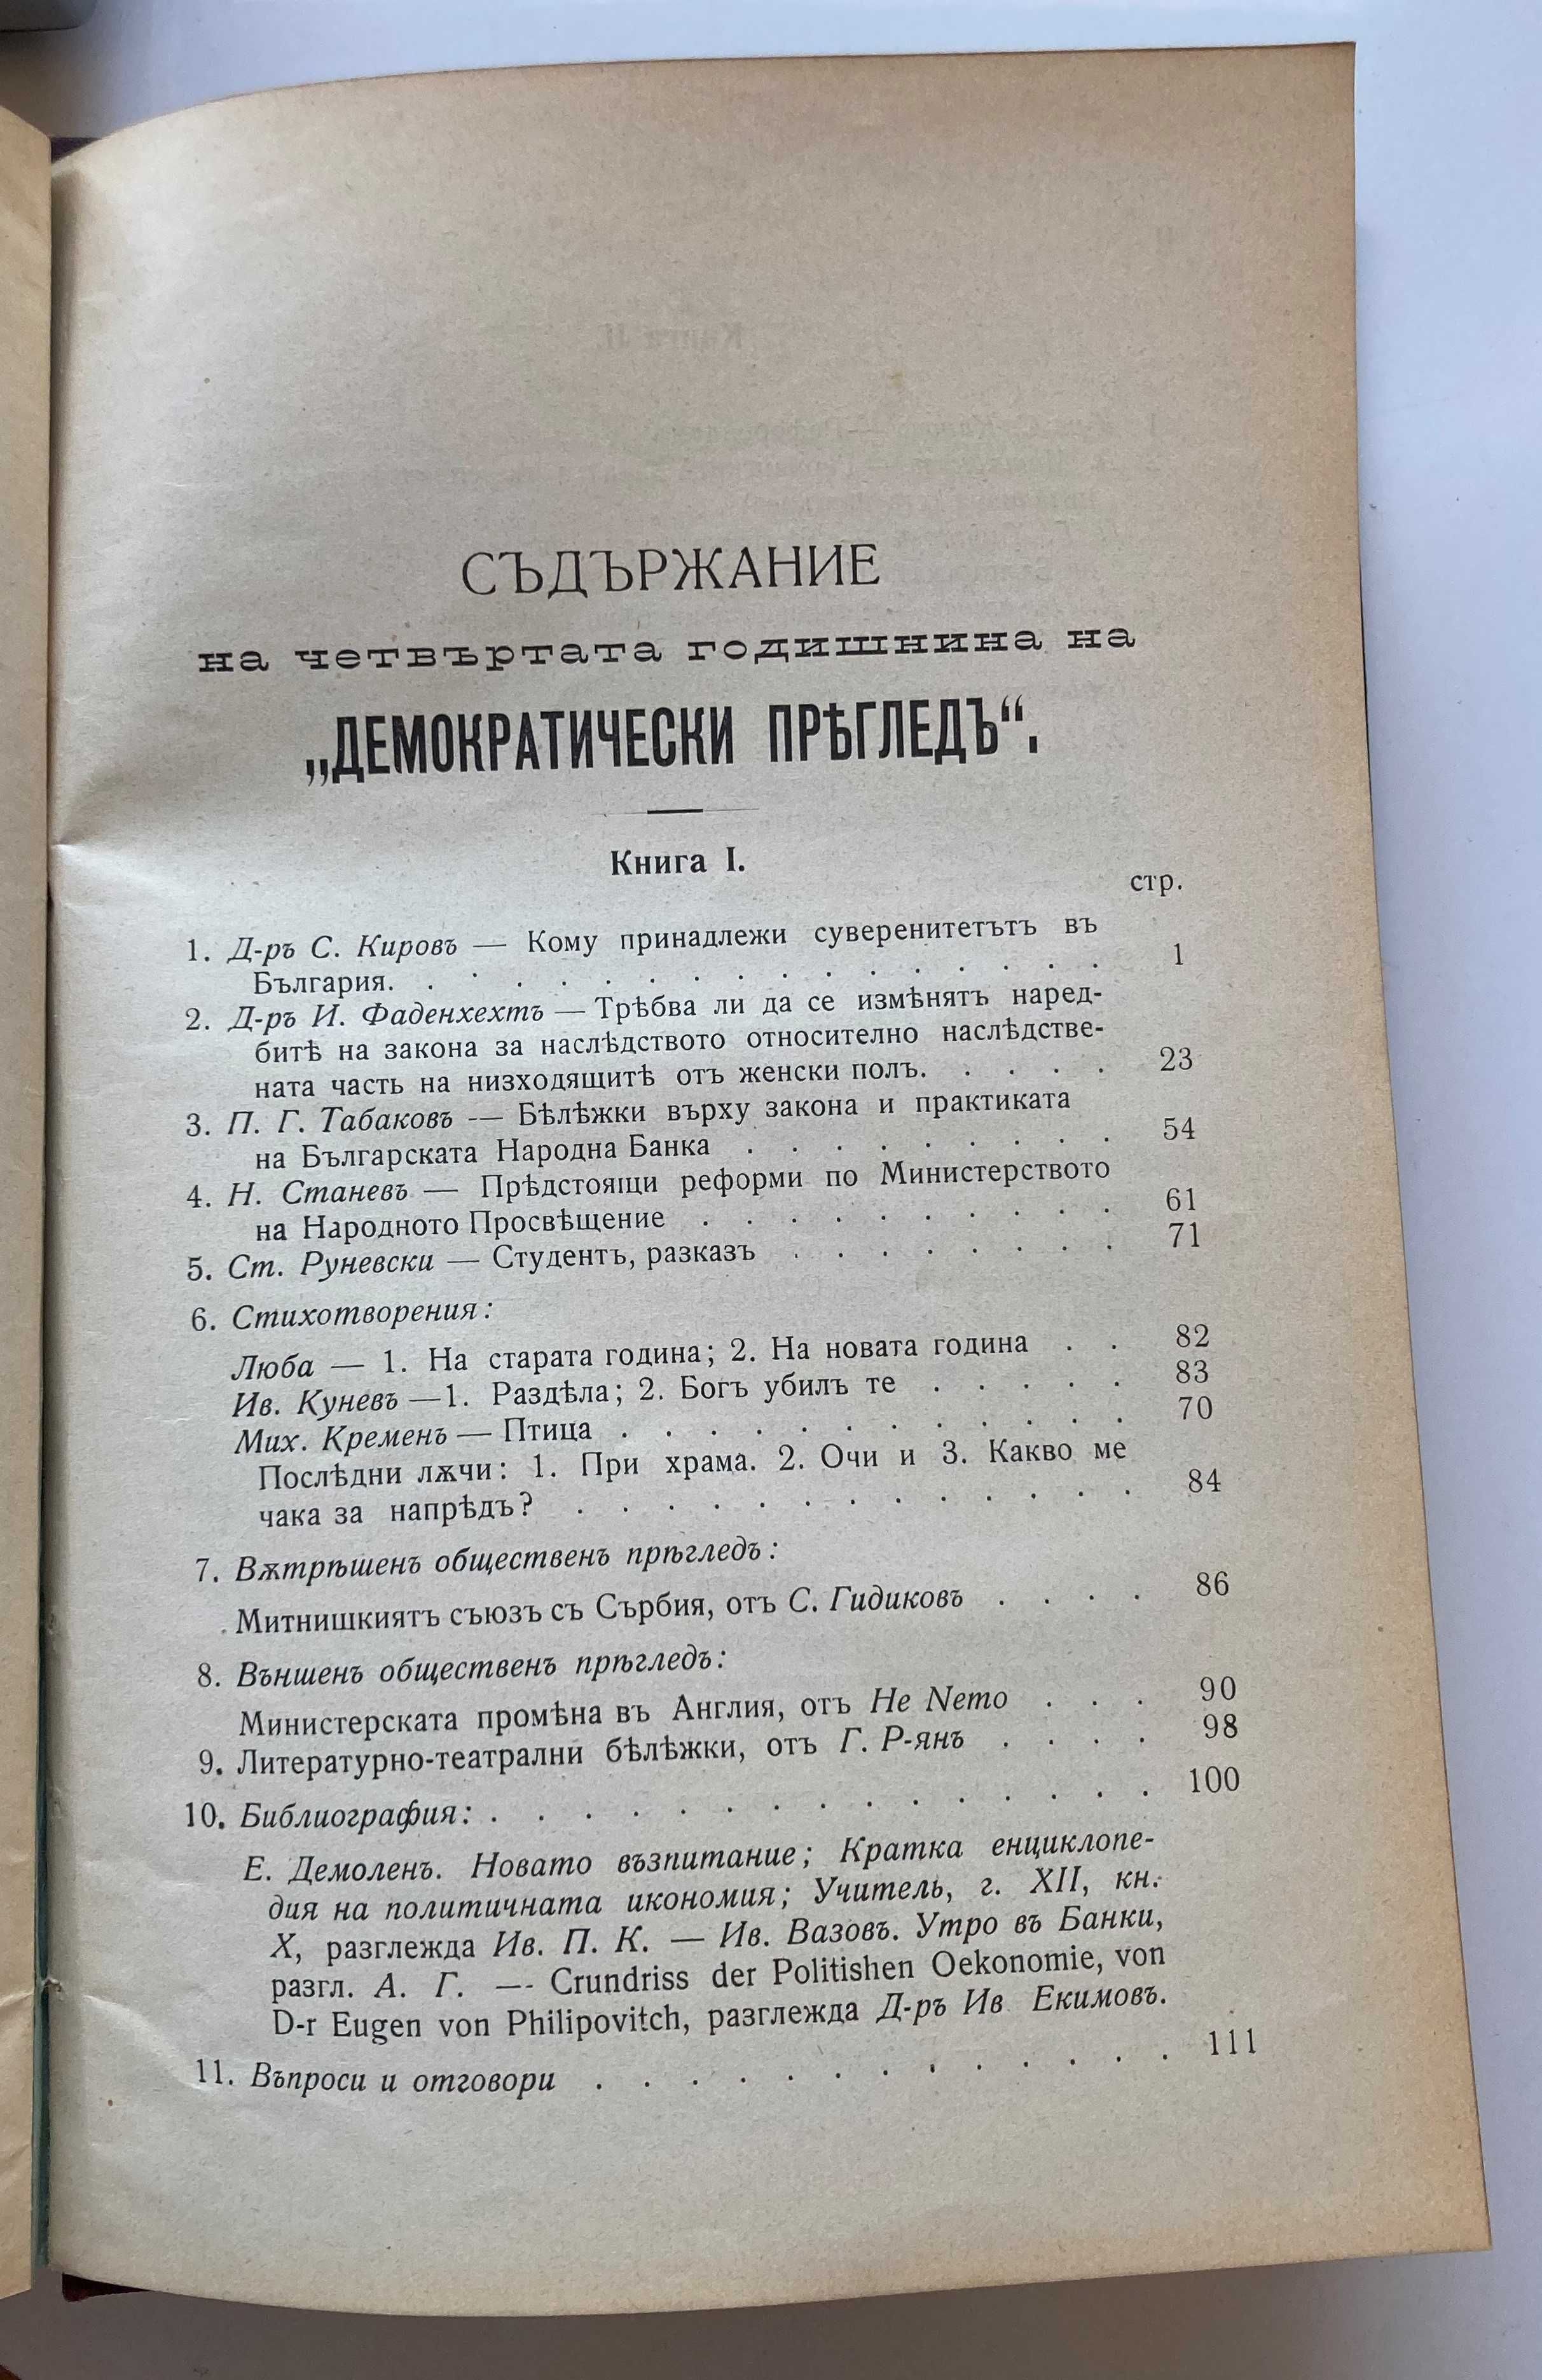 СЪДЪРЖАНИЕ
на четвъртата годишнина на
„ДЕМОКРАТИЧЕСКИ ПРѢГЛЕДЪ“.
Книга I.
стр.
1. Д-ръ С. Кировъ — Кому принадлежи суверенитетътъ въ
България. . . . . . . . . . . . . . . 1
2. Д-ръ И. Фаденхехтъ — Трѣбва ли да се измѣнятъ наред-
битѣ на закона за наслѣдството относително наслѣдстве-
ната часть на низходящитѣ отъ женски полъ. . . . . 23
3. П. Г. Табаковъ — Бѣлѣжки върху закона и практиката
на Българската Народна Банка . . . . . . . . . 54
4. Н. Станевъ — Прѣдстоящи реформи по Министерството
на Народното Просвѣщение . . . . . . . . . . 61
5. Ст. Руневски — Студентъ, разказъ . . . . . . . . 71
6. Стихотворения:
Люба — 1. На старата година; 2. На новата година . . 82
Ив. Куневъ —1. Раздѣла; 2. Богъ убилъ те . . . . . 83
Мих. Кременъ — Птица . . . . . . . . . . . . 70
Послѣдни лѫчи: 1. При храма. 2. Очи и 3. Какво ме
чака за напрѣдъ? . . . . . . . . . . . . . 84
7. Вѫтрѣшенъ общественъ прѣгледъ:
Митнишкиятъ съюзъ съ Сърбия, отъ С. Гидиковъ . . . . 86
8. Външенъ общественъ прѣгледъ:
Министерската промѣна въ Англия, отъ Не Nemo . . . 90
9. Литературно-театрални бѣлѣжки, отъ Г. Р-янъ . . . . 98
10. Библиография: . . . . . . . . . . . . . . . 100
Е. Демоленъ. Новато възпитание; Кратка енциклопе-
дия на политичната икономия; Учитель, г. XII, кн.
X, разглежда Ив. П. К. — Ив. Вазовъ. Утро въ Банки,
разгл. А. Г. — Crundriss der Politishen Oekonomie, von
D-r Eugen von Philipovitch, разглежда Д-ръ Ив Екимовъ.
11. Въпроси и отговори . . . . . . . . . . . . . 111